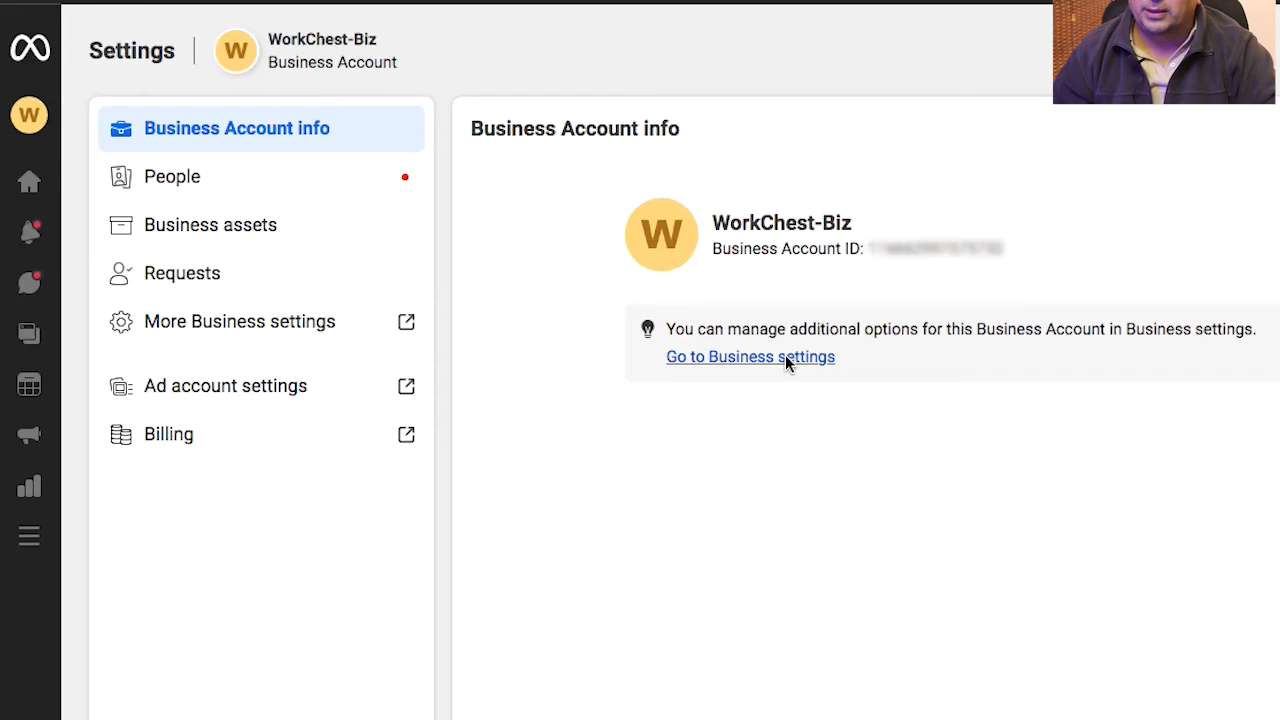 Settings
W
WorkChest-Biz
Business Account
W
Business Account info
People
Business assets
Requests
More Business settings
Ad account settings
Billing
Business Account info
W
WorkChest-Biz
Business Account ID:
You can manage additional options for this Business Account in Business settings.
Go to Business settings